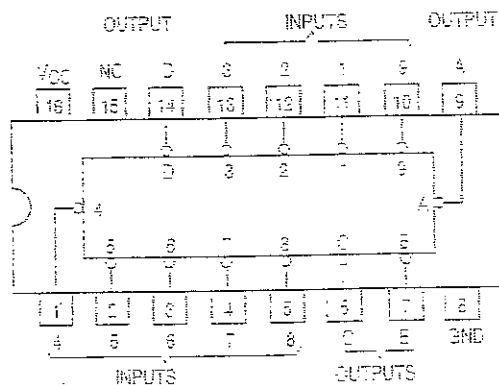 OUTPUT INPUTS OUTPUT
VCC NC D 3 2 1 9 A
16 15 14 13 12 11 10 9
D 3 2 1 9
4 A
5 6 7 8 C B
1 2 3 4 5 6 7 8
4 5 6 7 8 C B GND
INPUTS OUTPUTS